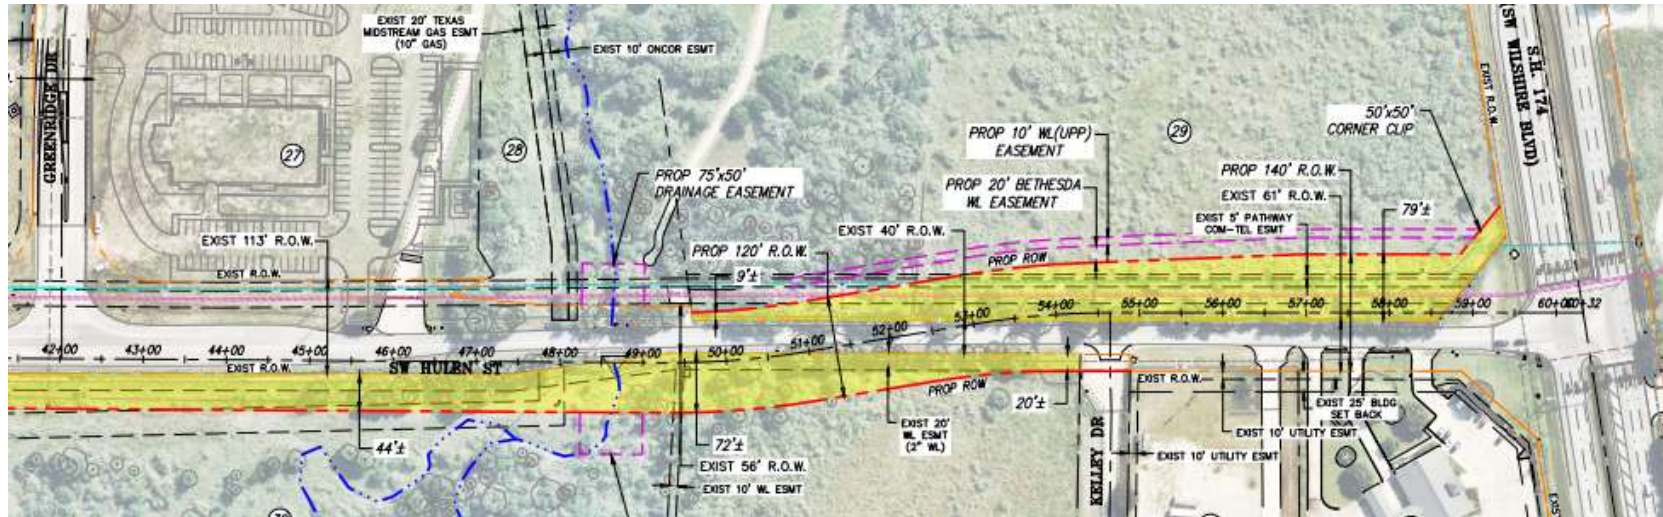 EXIST 20' TEXAS
MIDSTREAM GAS ESMT
(10" GAS)
EXIST 10' ONCOR ESMT
GREENRIDGE DR
27
28
29
PROP 75'x50'
DRAINAGE EASEMENT
PROP 10' WL(UPP)
EASEMENT
PROP 20' BETHESDA
WL EASEMENT
50'x50'
CORNER CLIP
S.H. 174
(SW WILSHIRE BLVD)
EXIST R.O.W.
PROP 140' R.O.W.
EXIST 61' R.O.W.
EXIST 5' PATHWAY
COM-TEL ESMT
79'±
EXIST 113' R.O.W.
EXIST R.O.W.
PROP 120' R.O.W.
9'±
EXIST 40' R.O.W.
PROP ROW
42+00
43+00
44+00
45+00
46+00
47+00
48+00
49+00
50+00
51+00
52+00
53+00
54+00
55+00
56+00
57+00
58+00
59+00
60+00
60+32
EXIST R.O.W.
SW HULEN ST
PROP ROW
EXIST R.O.W.
44'±
72'±
EXIST 56' R.O.W.
EXIST 10' WL ESMT
EXIST 20'
WL ESMT
(2" WL)
20'±
KELLEY DR
EXIST 25' BLDG
SET BACK
EXIST 10' UTILITY ESMT
EXIST 10' UTILITY ESMT